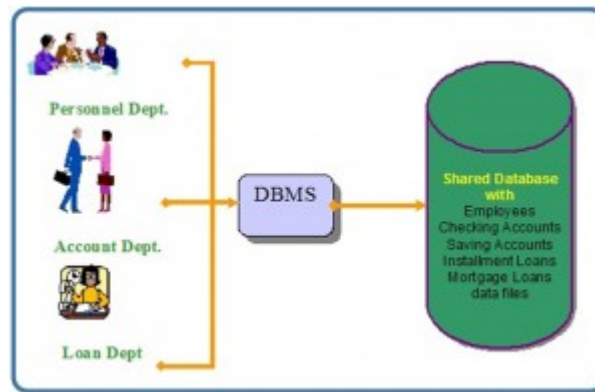 Personnel Dept.
Account Dept.
Loan Dept
DBMS
Shared Database
with
Employees
Checking Accounts
Saving Accounts
Installment Loans
Mortgage Loans
data files